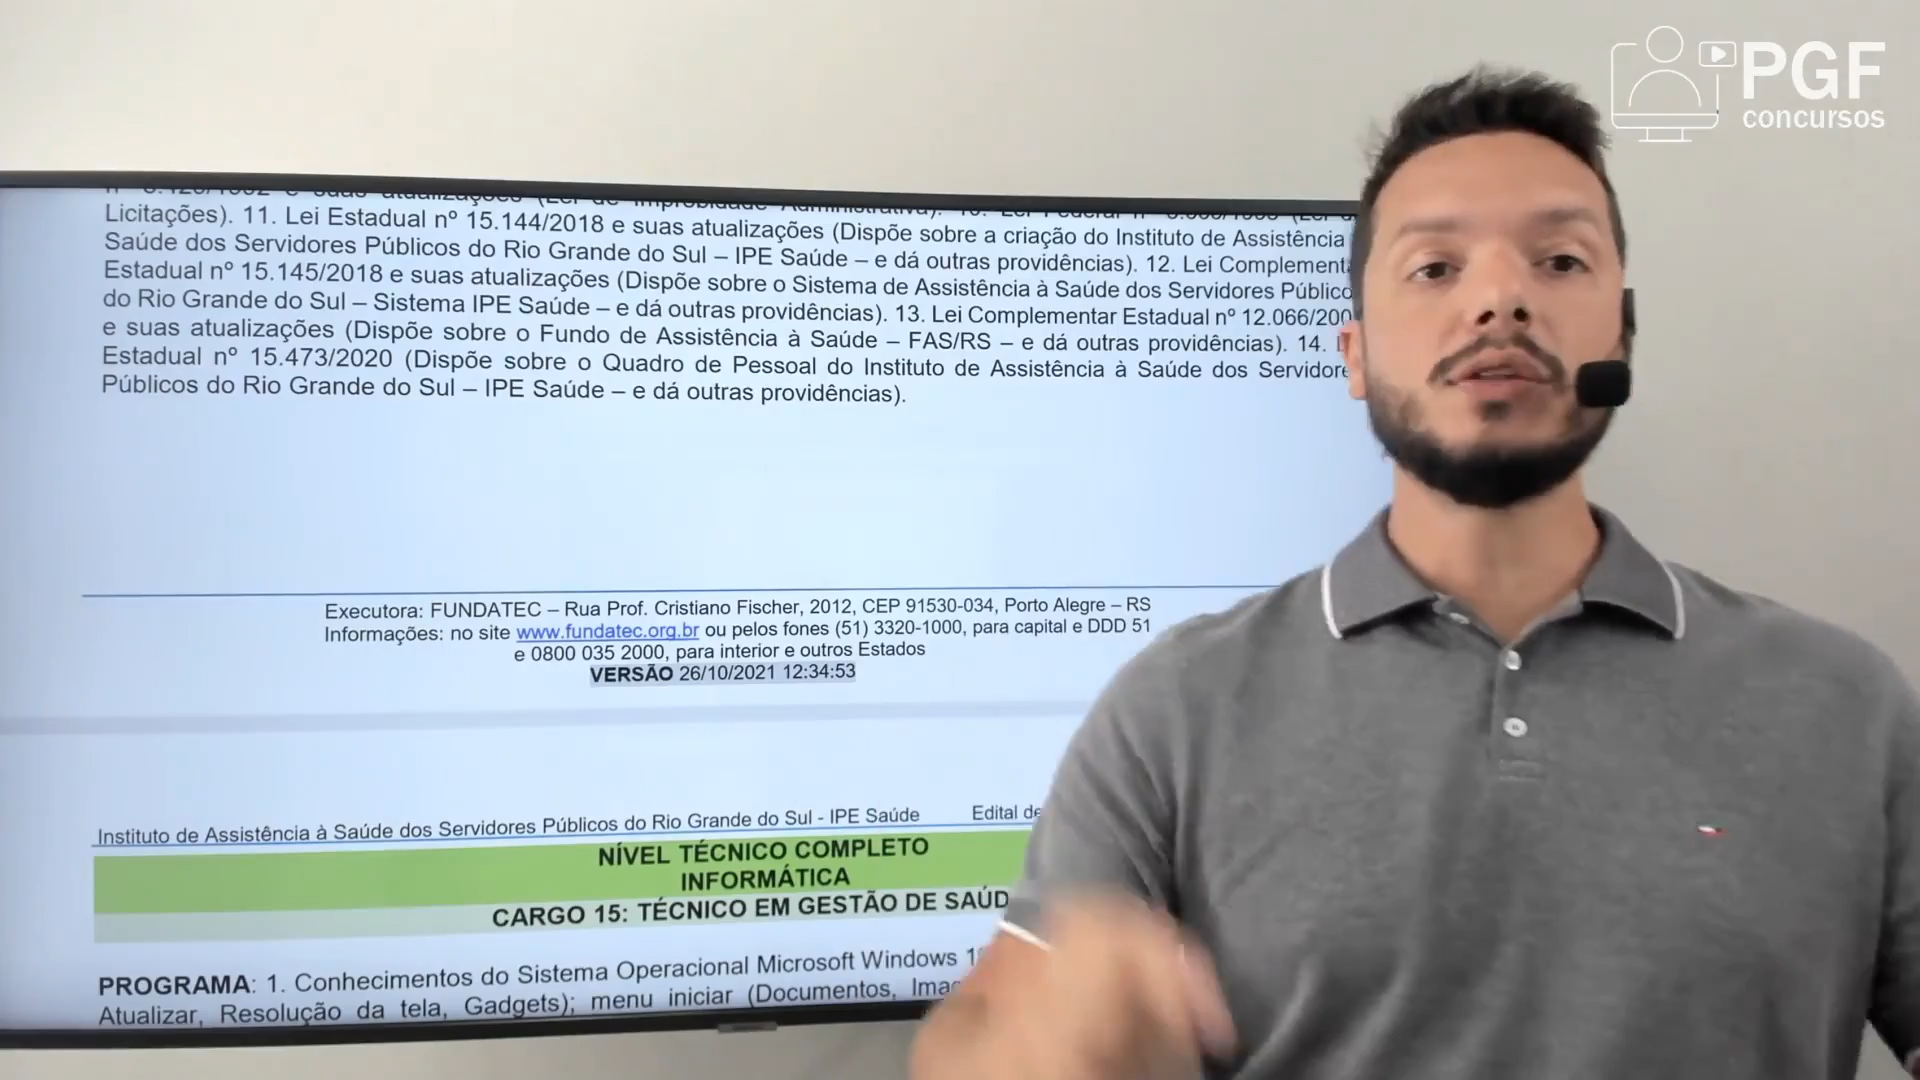 PGF
concursos
Licitações). 11. Lei Estadual nº 15.144/2018 e suas atualizações (Dispõe sobre a criação do Instituto de Assistência
Saúde dos Servidores Públicos do Rio Grande do Sul – IPE Saúde – e dá outras providências). 12. Lei Complement
Estadual nº 15.145/2018 e suas atualizações (Dispõe sobre o Sistema de Assistência à Saúde dos Servidores Público
do Rio Grande do Sul – Sistema IPE Saúde – e dá outras providências). 13. Lei Complementar Estadual nº 12.066/200
e suas atualizações (Dispõe sobre o Fundo de Assistência à Saúde – FAS/RS – e dá outras providências). 14.
Estadual nº 15.473/2020 (Dispõe sobre o Quadro de Pessoal do Instituto de Assistência à Saúde dos Servidore
Públicos do Rio Grande do Sul – IPE Saúde – e dá outras providências).
Executora: FUNDATEC – Rua Prof. Cristiano Fischer, 2012, CEP 91530-034, Porto Alegre – RS
Informações: no site www.fundatec.org.br ou pelos fones (51) 3320-1000, para capital e DDD 51
e 0800 035 2000, para interior e outros Estados
VERSÃO 26/10/2021 12:34:53
Instituto de Assistência à Saúde dos Servidores Públicos do Rio Grande do Sul - IPE Saúde Edital de
NÍVEL TÉCNICO COMPLETO
INFORMÁTICA
CARGO 15: TÉCNICO EM GESTÃO DE SAÚD
PROGRAMA: 1. Conhecimentos do Sistema Operacional Microsoft Windows
Atualizar, Resolução da tela, Gadgets); menu iniciar (Documentos,